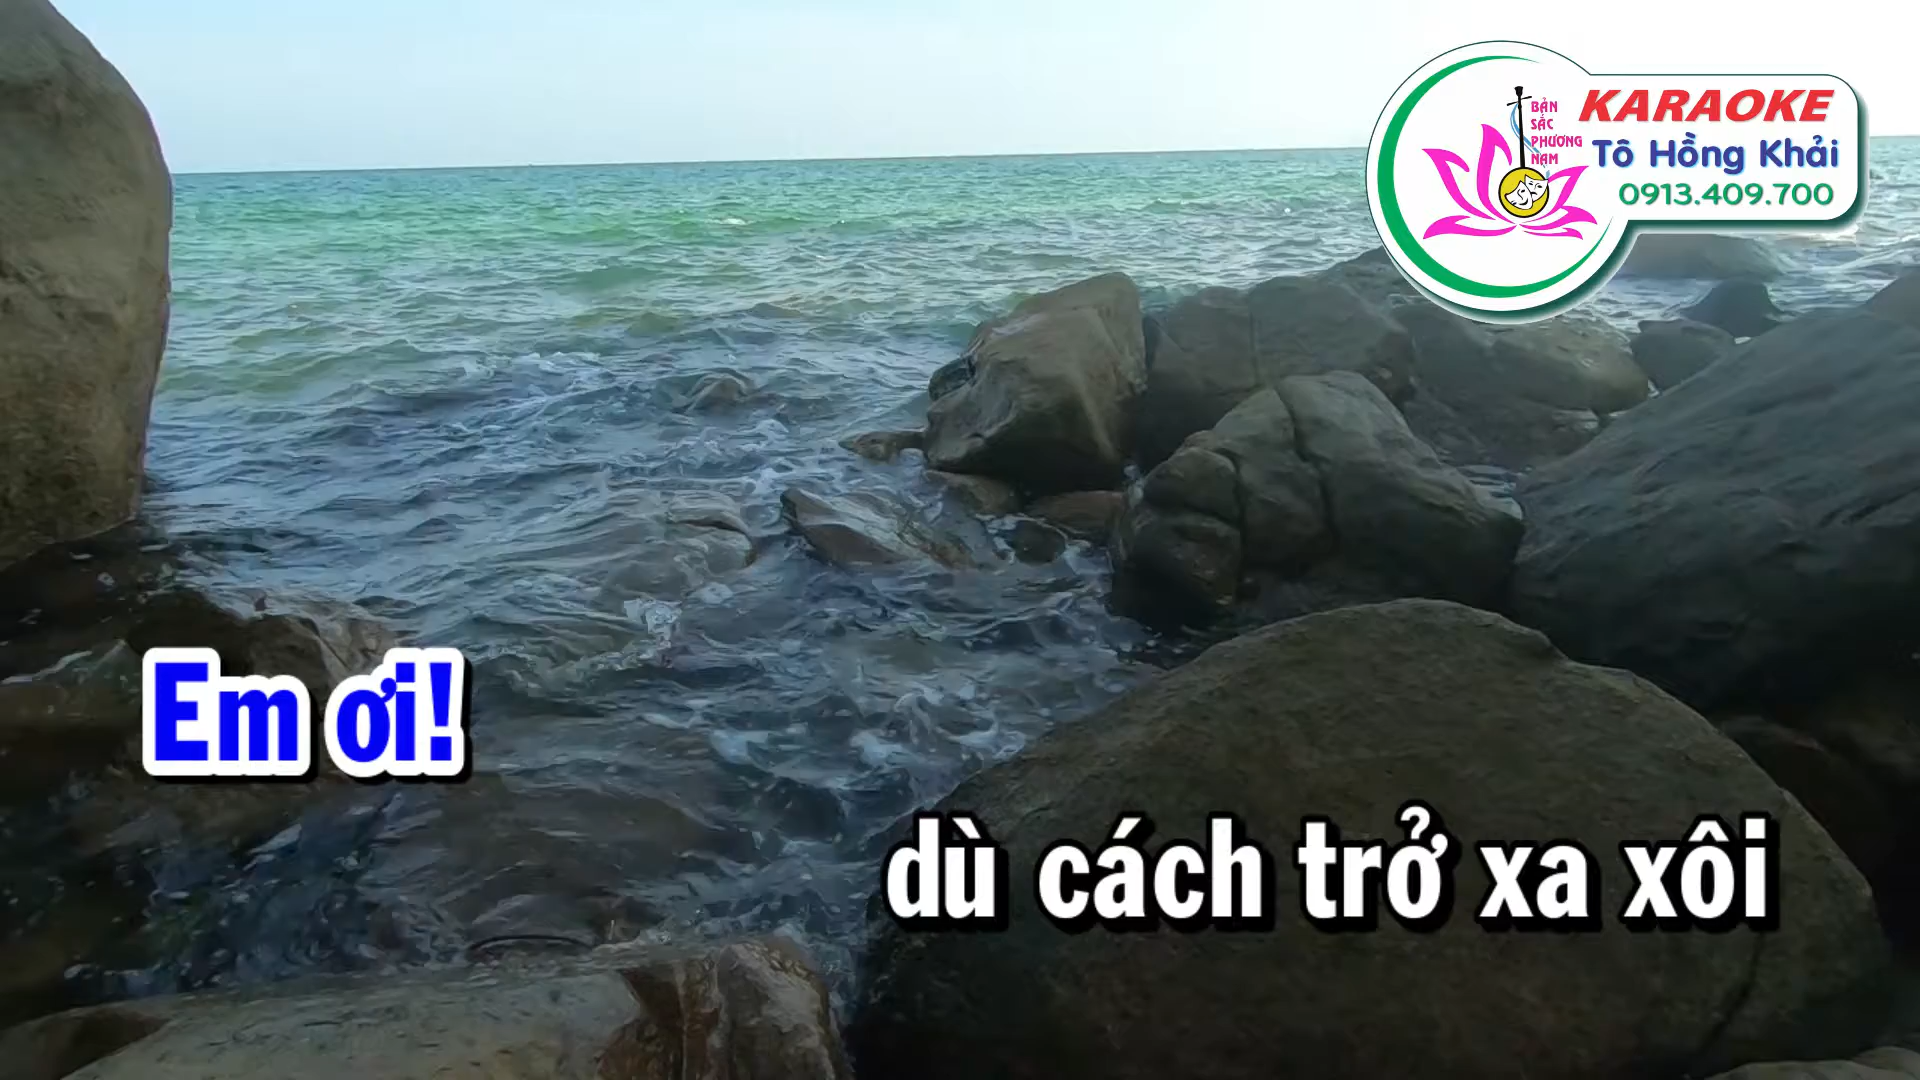 BẢN
SẮC
PHƯƠNG
NAM
KARAOKE
Tô Hồng Khải
0913.409.700
Em ơi!
dù cách trở xa xôi